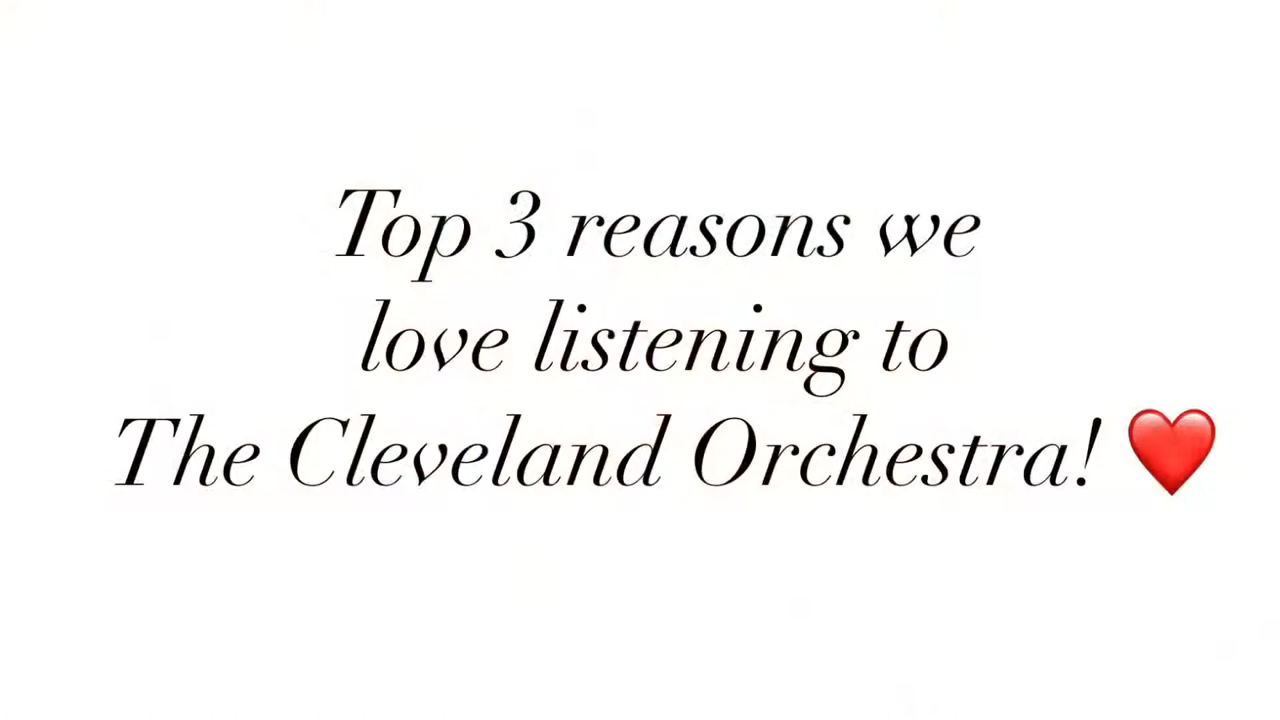 Top 3 reasons we
love listening to
The Cleveland Orchestra! ❤️